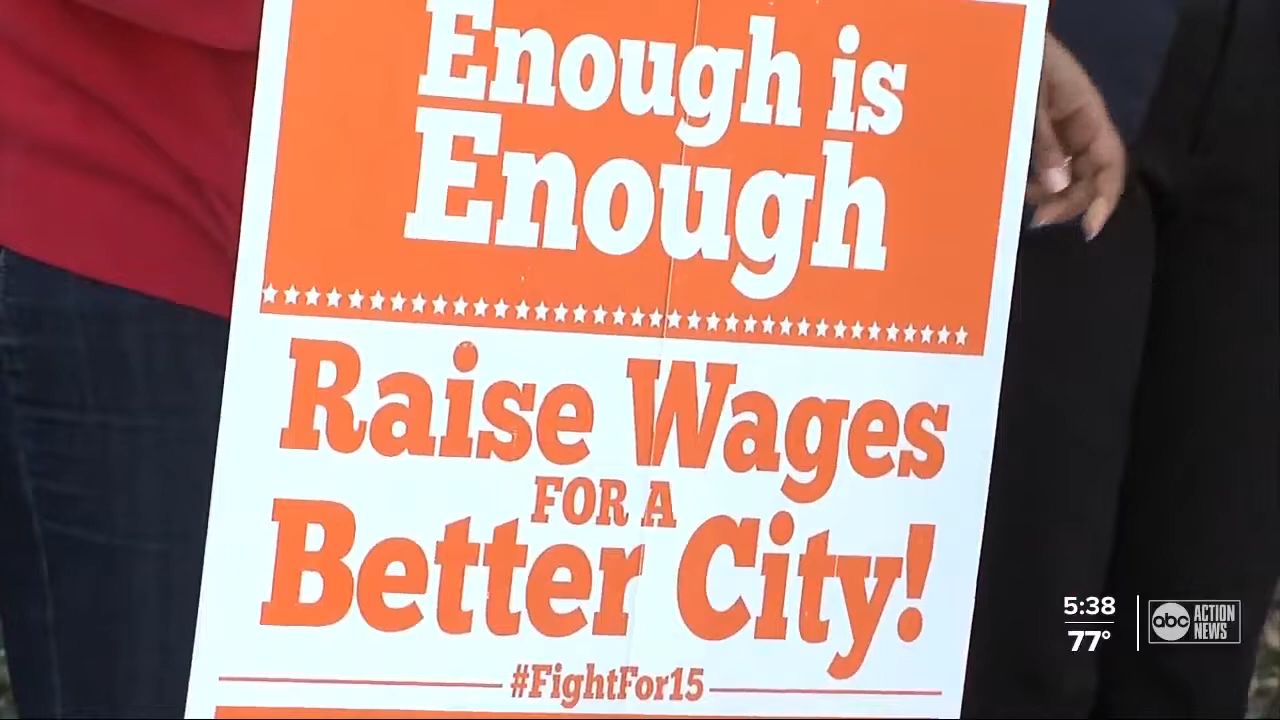 Enough is
Enough
Raise Wages
FOR A
Better City!
#FightFor15
5:38
77°
abc ACTION
NEWS